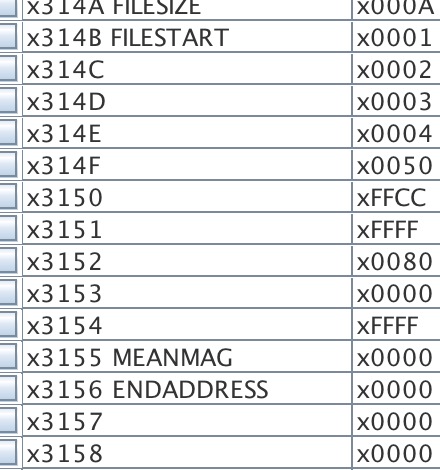 x314A FILESIZE x000A
x314B FILESTART x0001
x314C x0002
x314D x0003
x314E x0004
x314F x0050
x3150 xFFCC
x3151 xFFFF
x3152 x0080
x3153 x0000
x3154 xFFFF
x3155 MEANMAG x0000
x3156 ENDADDRESS x0000
x3157 x0000
x3158 x0000